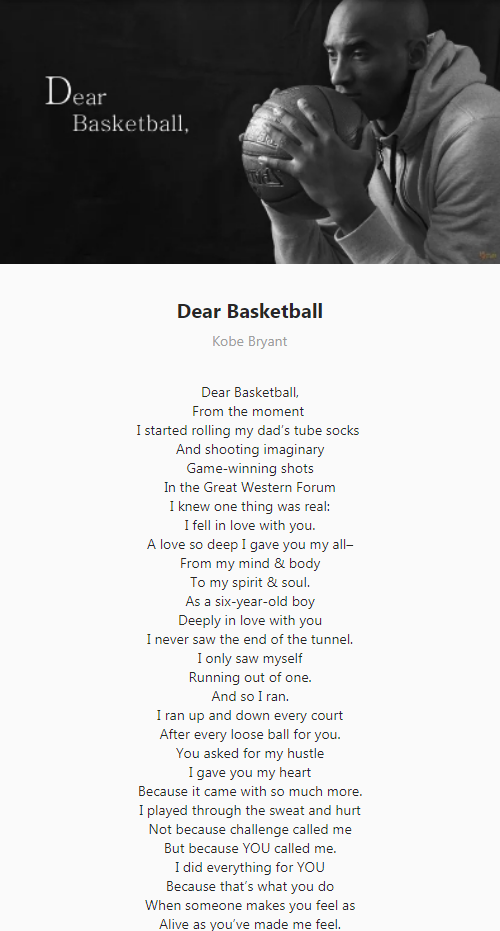 Dear
Basketball,
Dear Basketball
Kobe Bryant
Dear Basketball,
From the moment
I started rolling my dad's tube socks
And shooting imaginary
Game-winning shots
In the Great Western Forum
I knew one thing was real:
I fell in love with you.
A love so deep I gave you my all–
From my mind & body
To my spirit & soul.
As a six-year-old boy
Deeply in love with you
I never saw the end of the tunnel.
I only saw myself
Running out of one.
And so I ran.
I ran up and down every court
After every loose ball for you.
You asked for my hustle
I gave you my heart
Because it came with so much more.
I played through the sweat and hurt
Not because challenge called me
But because YOU called me.
I did everything for YOU
Because that's what you do
When someone makes you feel as
Alive as you've made me feel.